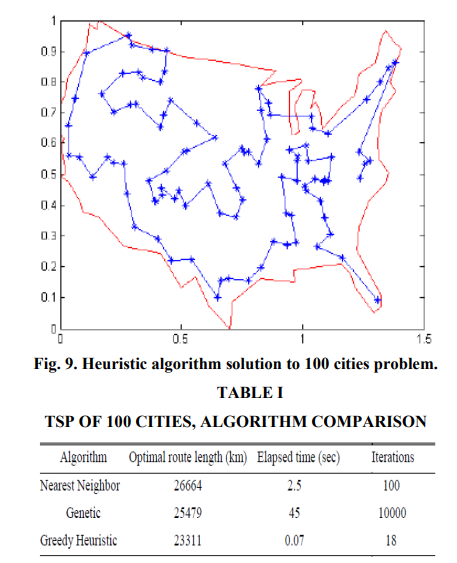 1
0.9
0.8
0.7
0.6
0.5
0.4
0.3
0.2
0.1
0
0 0.5 1 1.5
Fig. 9. Heuristic algorithm solution to 100 cities problem.
TABLE I
TSP OF 100 CITIES, ALGORITHM COMPARISON
Algorithm Optimal route length (km) Elapsed time (sec) Iterations
Nearest Neighbor 26664 2.5 100
Genetic 25479 45 10000
Greedy Heuristic 23311 0.07 18